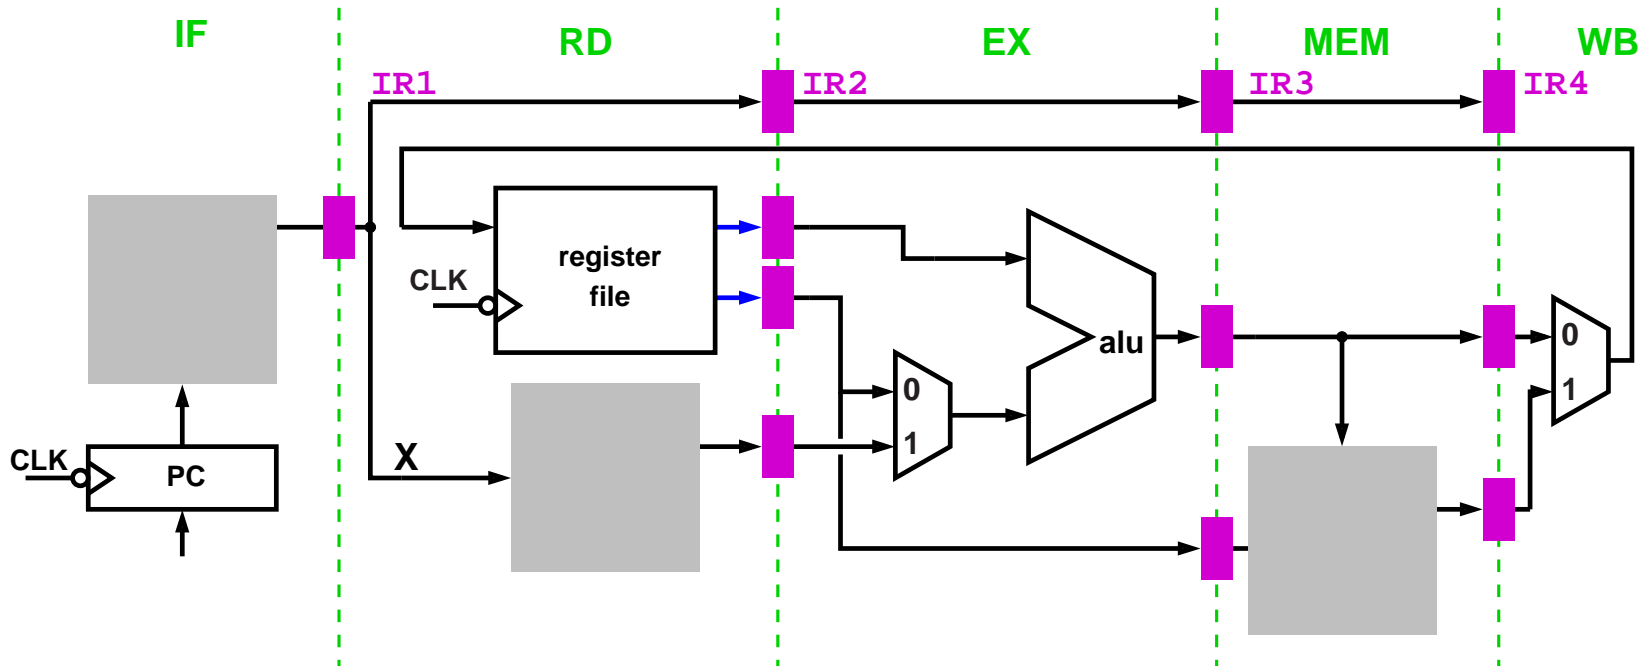 IF
RD
EX
MEM
WB
IR1
IR2
IR3
IR4
register
file
CLK
alu
0
1
0
1
X
CLK
PC